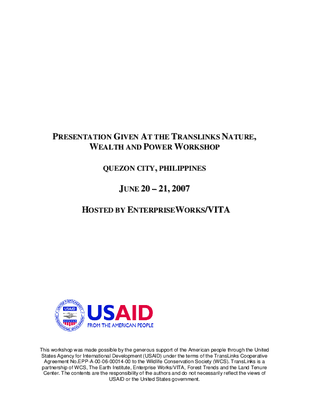 PRESENTATION GIVEN AT THE TRANSLINKS NATURE,
WEALTH AND POWER WORKSHOP
QUEZON CITY, PHILIPPINES
JUNE 20 – 21, 2007
HOSTED BY ENTERPRISEWORKS/VITA
USAID
USAID
FROM THE AMERICAN PEOPLE
This workshop was made possible by the generous support of the American people through the United
States Agency for International Development (USAID) under the terms of the TransLinks Cooperative
Agreement No.EPP-A-00-06-00014-00 to the Wildlife Conservation Society (WCS). TransLinks is a
partnership of WCS, The Earth Institute, Enterprise Works/VITA, Forest Trends and the Land Tenure
Center. The contents are the responsibility of the authors and do not necessarily reflect the views of
USAID or the United States government.